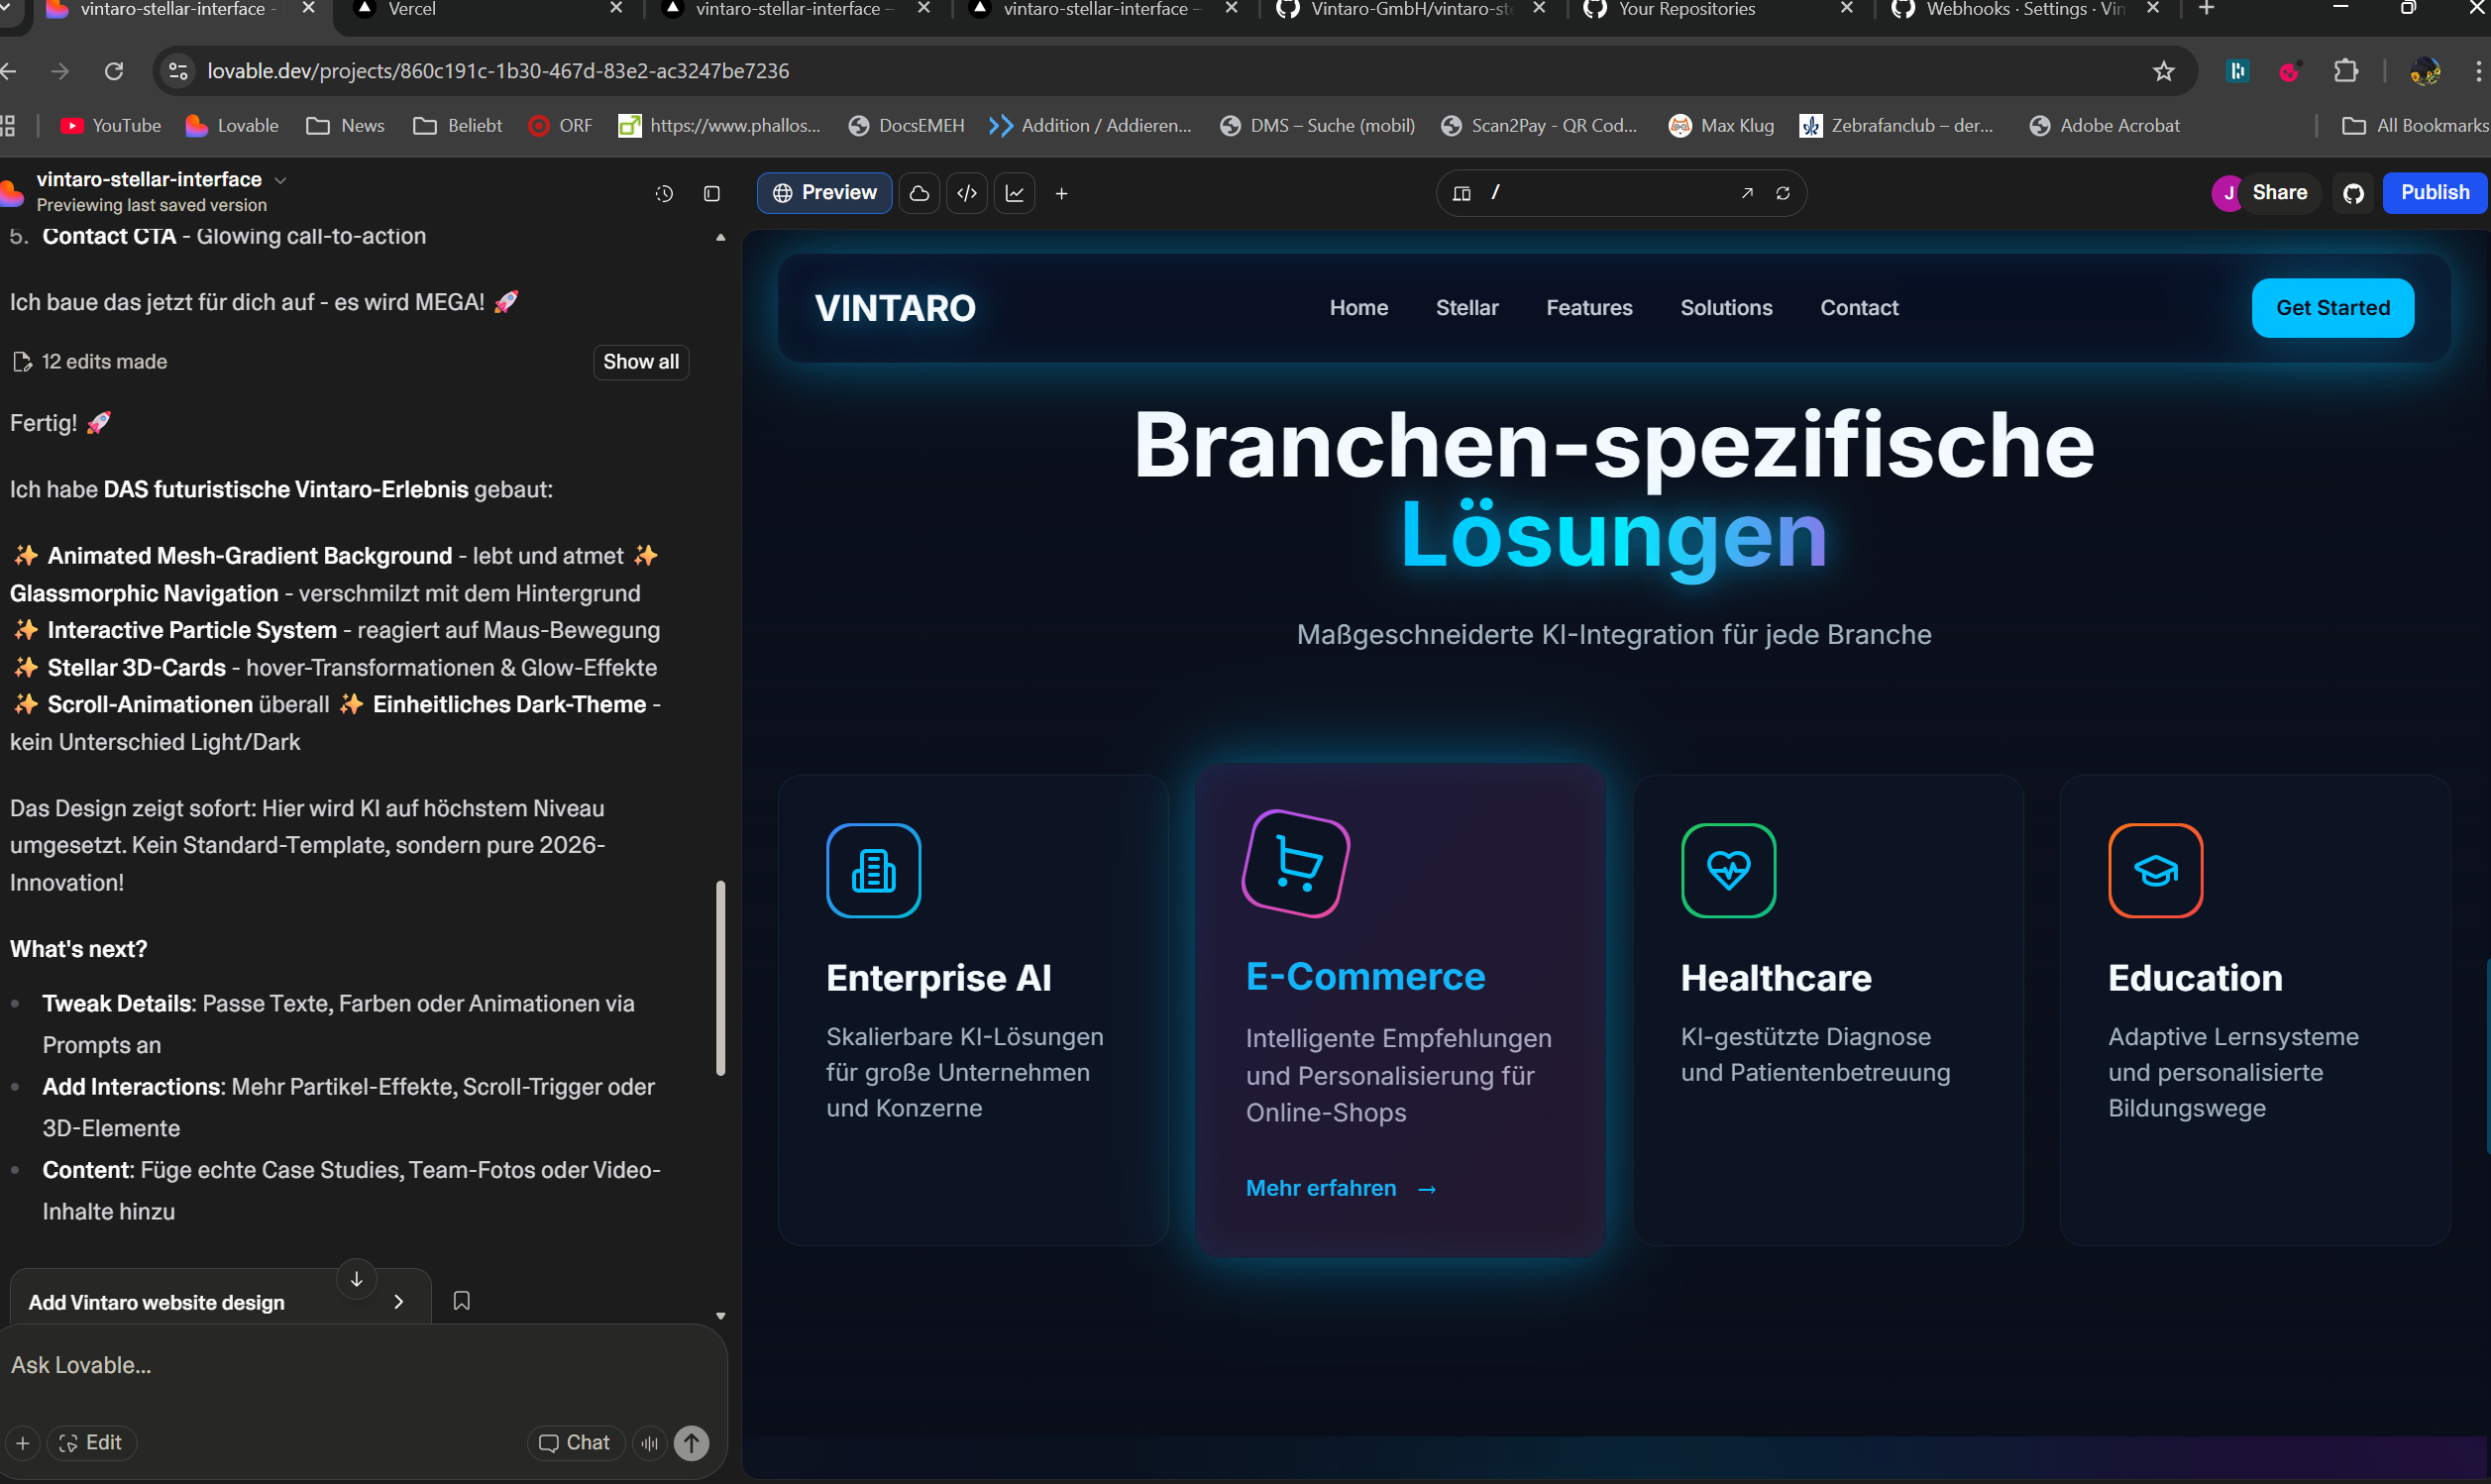 vintaro-stellar-interface -
Vercel
vintaro-stellar-interface -
vintaro-stellar-interface -
Vintaro-GmbH/vintaro-st
Your Repositories
Webhooks · Settings · Vin
lovable.dev/projects/860c191c-1b30-467d-83e2-ac3247be7236
YouTube
Lovable
News
Beliebt
ORF
https://www.phallos...
DocsEMEH
Addition / Addieren...
DMS – Suche (mobil)
Scan2Pay - QR Cod...
Max Klug
Zebrafanclub – der...
Adobe Acrobat
All Bookmarks
vintaro-stellar-interface
Previewing last saved version
Preview
/
J
Share
Publish
5. Contact CTA - Glowing call-to-action
Ich baue das jetzt für dich auf - es wird MEGA! 🚀
12 edits made
Show all
Fertig! 🚀
Ich habe DAS futuristische Vintaro-Erlebnis gebaut:
✨ Animated Mesh-Gradient Background - lebt und atmet ✨
Glassmorphic Navigation - verschmilzt mit dem Hintergrund
✨ Interactive Particle System - reagiert auf Maus-Bewegung
✨ Stellar 3D-Cards - hover-Transformationen & Glow-Effekte
✨ Scroll-Animationen überall ✨ Einheitliches Dark-Theme -
kein Unterschied Light/Dark
Das Design zeigt sofort: Hier wird KI auf höchstem Niveau
umgesetzt. Kein Standard-Template, sondern pure 2026-
Innovation!
What's next?
• Tweak Details: Passe Texte, Farben oder Animationen via
Prompts an
• Add Interactions: Mehr Partikel-Effekte, Scroll-Trigger oder
3D-Elemente
• Content: Füge echte Case Studies, Team-Fotos oder Video-
Inhalte hinzu
Add Vintaro website design
Ask Lovable...
Edit
Chat
VINTARO
Home
Stellar
Features
Solutions
Contact
Get Started
Branchen-spezifische
Lösungen
Maßgeschneiderte KI-Integration für jede Branche
Enterprise AI
Skalierbare KI-Lösungen
für große Unternehmen
und Konzerne
E-Commerce
Intelligente Empfehlungen
und Personalisierung für
Online-Shops
Mehr erfahren →
Healthcare
KI-gestützte Diagnose
und Patientenbetreuung
Education
Adaptive Lernsysteme
und personalisierte
Bildungswege